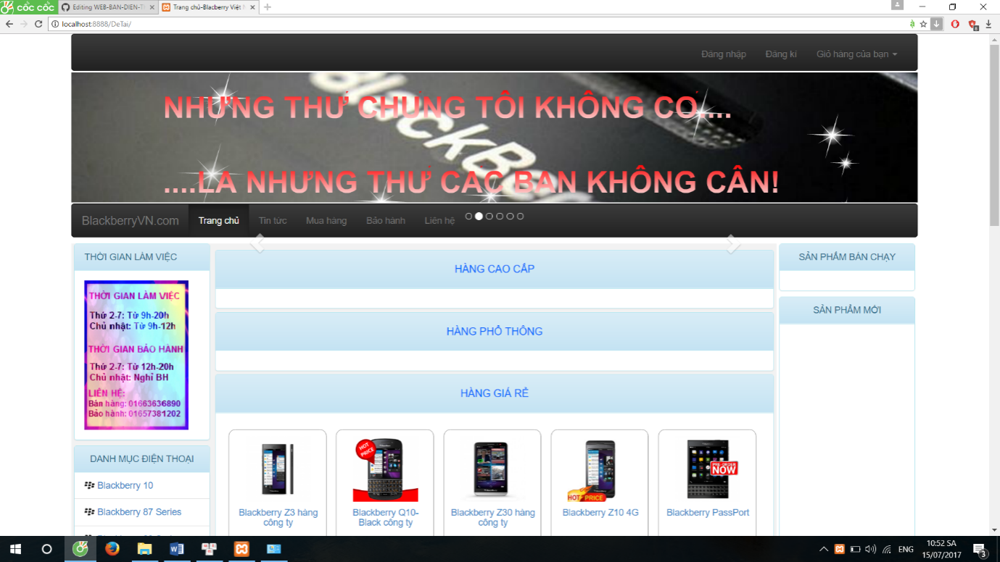 cốc cốc
Editing WEB-BAN-DIEN-T
Trang chủ-Blacberry Việt
localhost:8888/DeTai/
Đăng nhập
Đăng kí
Giỏ hàng của bạn
BlackBer
NHƯNG THƯ CHUNG TÔI KHÔNG CO....
....LA NHƯNG THƯ CAC BAN KHÔNG CÂN!
BlackberryVN.com
Trang chủ
Tin tức
Mua hàng
Bảo hành
Liên hệ
THỜI GIAN LÀM VIỆC
THỜI GIAN LÀM VIỆC
Thứ 2-7: Từ 9h-20h
Chủ nhật: Từ 9h-12h
THỜI GIAN BẢO HÀNH
Thứ 2-7: Từ 12h-20h
Chủ nhật: Nghỉ BH
LIÊN HỆ:
Bán hàng: 01663636890
Bảo hành: 01657381202
DANH MỤC ĐIỆN THOẠI
Blackberry 10
Blackberry 87 Series
HÀNG CAO CẤP
HÀNG PHỔ THÔNG
HÀNG GIÁ RẺ
HOT PRICE
HOT PRICE
PRE-ORDER
NOW
Blackberry Z3 hàng
công ty
Blackberry Q10-
Black công ty
Blackberry Z30 hàng
công ty
Blackberry Z10 4G
Blackberry PassPort
SẢN PHẨM BÁN CHẠY
SẢN PHẨM MỚI
ENG
10:52 SA
15/07/2017
3